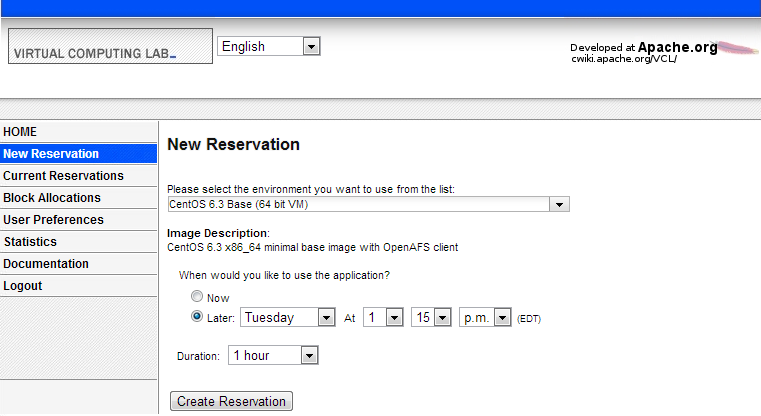 VIRTUAL COMPUTING LAB_
English
Developed at Apache.org
cwiki.apache.org/VCL/
HOME
New Reservation
Current Reservations
Block Allocations
User Preferences
Statistics
Documentation
Logout
New Reservation
Please select the environment you want to use from the list:
CentOS 6.3 Base (64 bit VM)
Image Description:
CentOS 6.3 x86_64 minimal base image with OpenAFS client
When would you like to use the application?
Now
Later: Tuesday At 1 15 p.m. (EDT)
Duration: 1 hour
Create Reservation